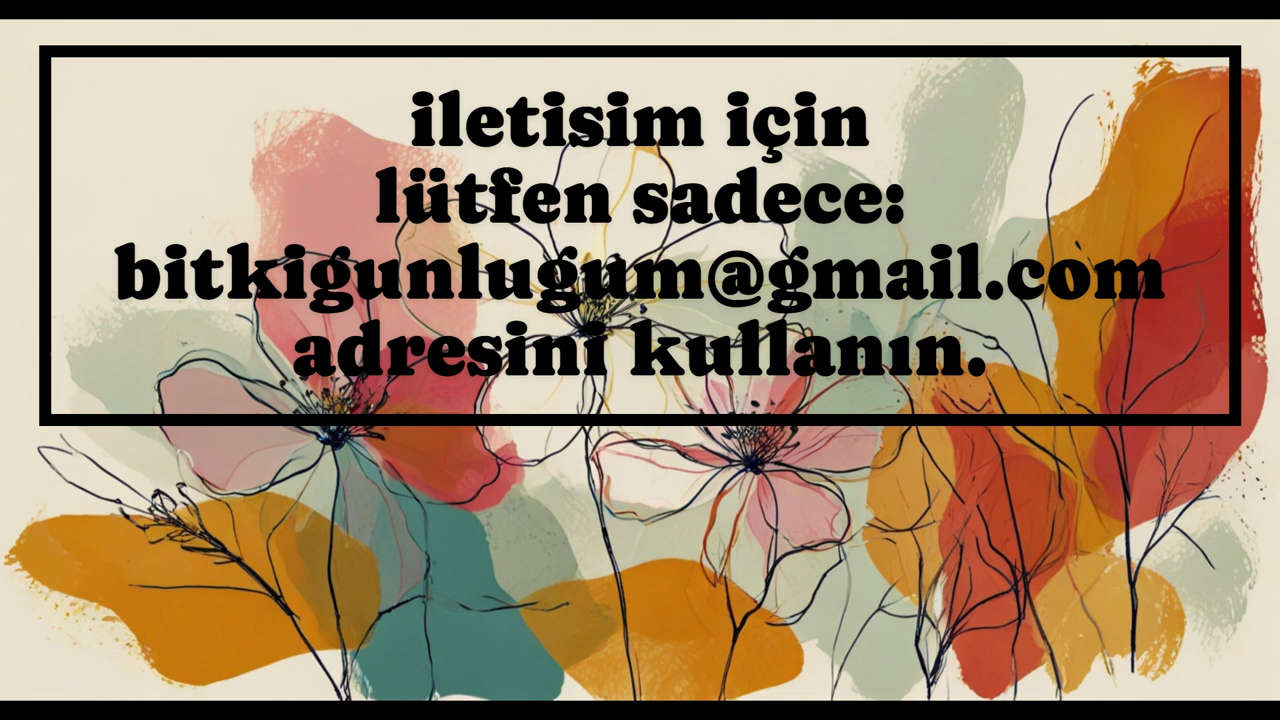 iletisim için
lütfen sadece:
bitkigunlugum@gmail.com
adresini kullanın.